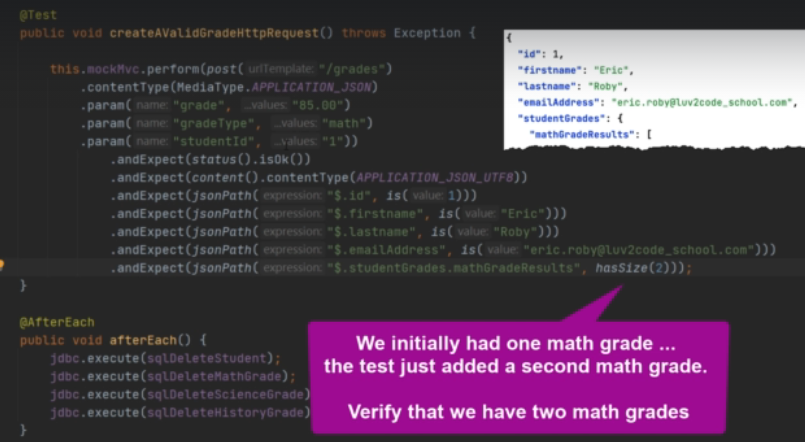 @Test
public void createAValidGradeHttpRequest() throws Exception {
this.mockMvc.perform(post( urlTemplate: "/grades")
.contentType(MediaType.APPLICATION_JSON)
.param( name: "grade", ...values: "85.00")
.param( name: "gradeType", ...values: "math")
.param( name: "studentId", ...values: "1"))
.andExpect(status().isOk())
.andExpect(content().contentType(APPLICATION_JSON_UTF8))
.andExpect(jsonPath( expression: "$.id", is( value: 1)))
.andExpect(jsonPath( expression: "$.firstname", is( value: "Eric")))
.andExpect(jsonPath( expression: "$.lastname", is( value: "Roby")))
.andExpect(jsonPath( expression: "$.emailAddress", is( value: "eric.roby@luv2code_school.com")))
.andExpect(jsonPath( expression: "$.studentGrades.mathGradeResults", hasSize(2)));
}
@AfterEach
public void afterEach() {
jdbc.execute(sqlDeleteStudent);
jdbc.execute(sqlDeleteMathGrade);
jdbc.execute(sqlDeleteScienceGrade)
jdbc.execute(sqlDeleteHistoryGrade)
}
{
"id": 1,
"firstname": "Eric",
"lastname": "Roby",
"emailAddress": "eric.roby@luv2code_school.com",
"studentGrades": {
"mathGradeResults": [
We initially had one math grade ...
the test just added a second math grade.
Verify that we have two math grades